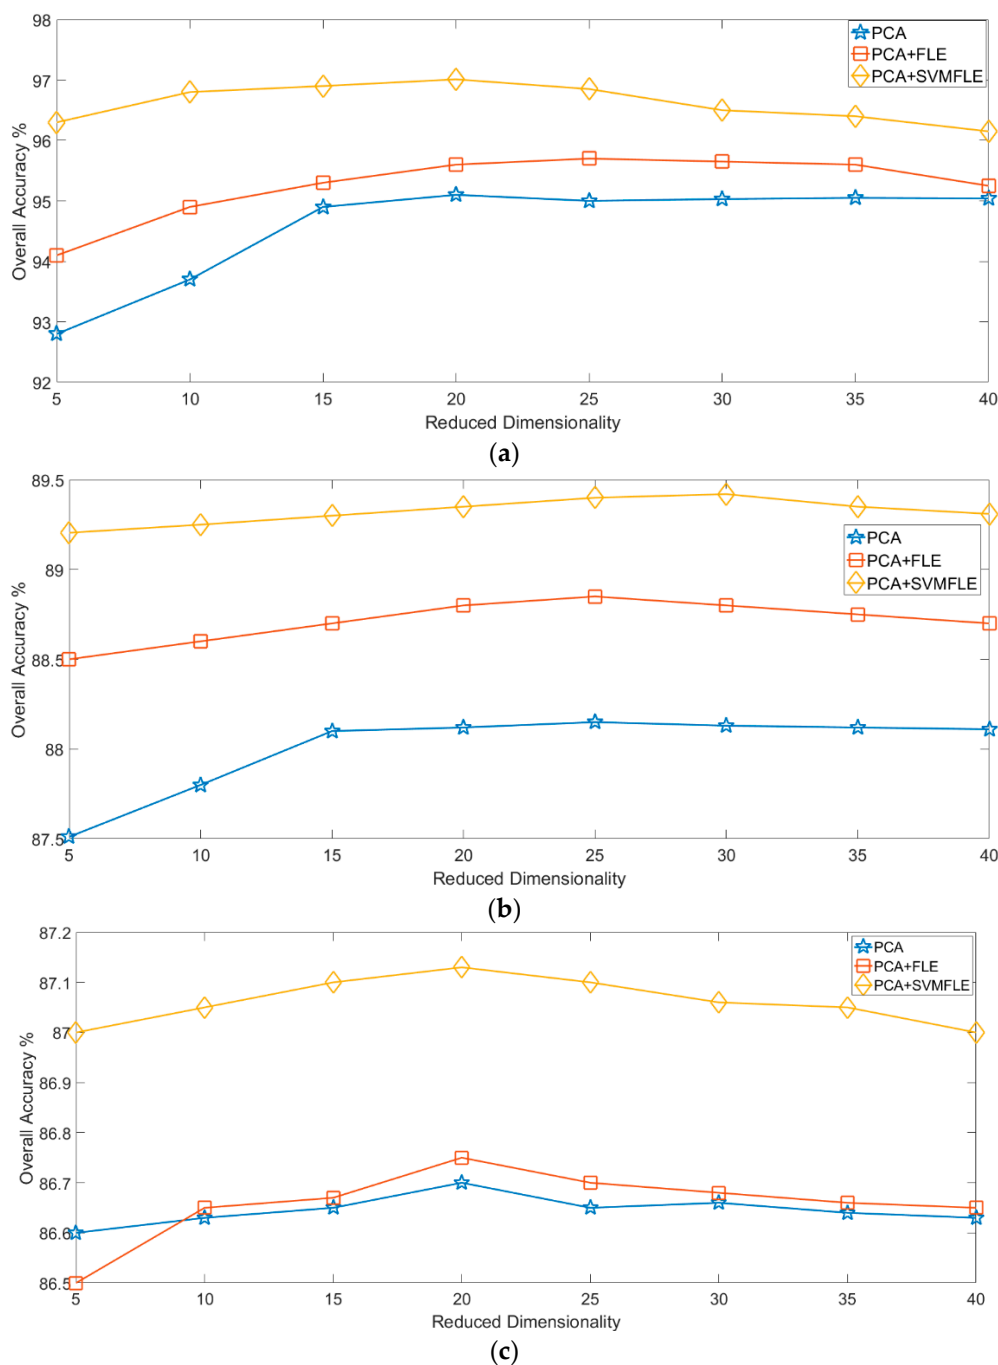 98
97
96
95
94
93
92
Overall Accuracy %
PCA
PCA+FLE
PCA+SVMFLE
5 10 15 20 25 30 35 40
Reduced Dimensionality
(a)
89.5
89
88.5
88
87.5
Overall Accuracy %
PCA
PCA+FLE
PCA+SVMFLE
5 10 15 20 25 30 35 40
Reduced Dimensionality
(b)
87.2
87.1
87
86.9
86.8
86.7
86.6
86.5
Overall Accuracy %
PCA
PCA+FLE
PCA+SVMFLE
5 10 15 20 25 30 35 40
Reduced Dimensionality
(c)